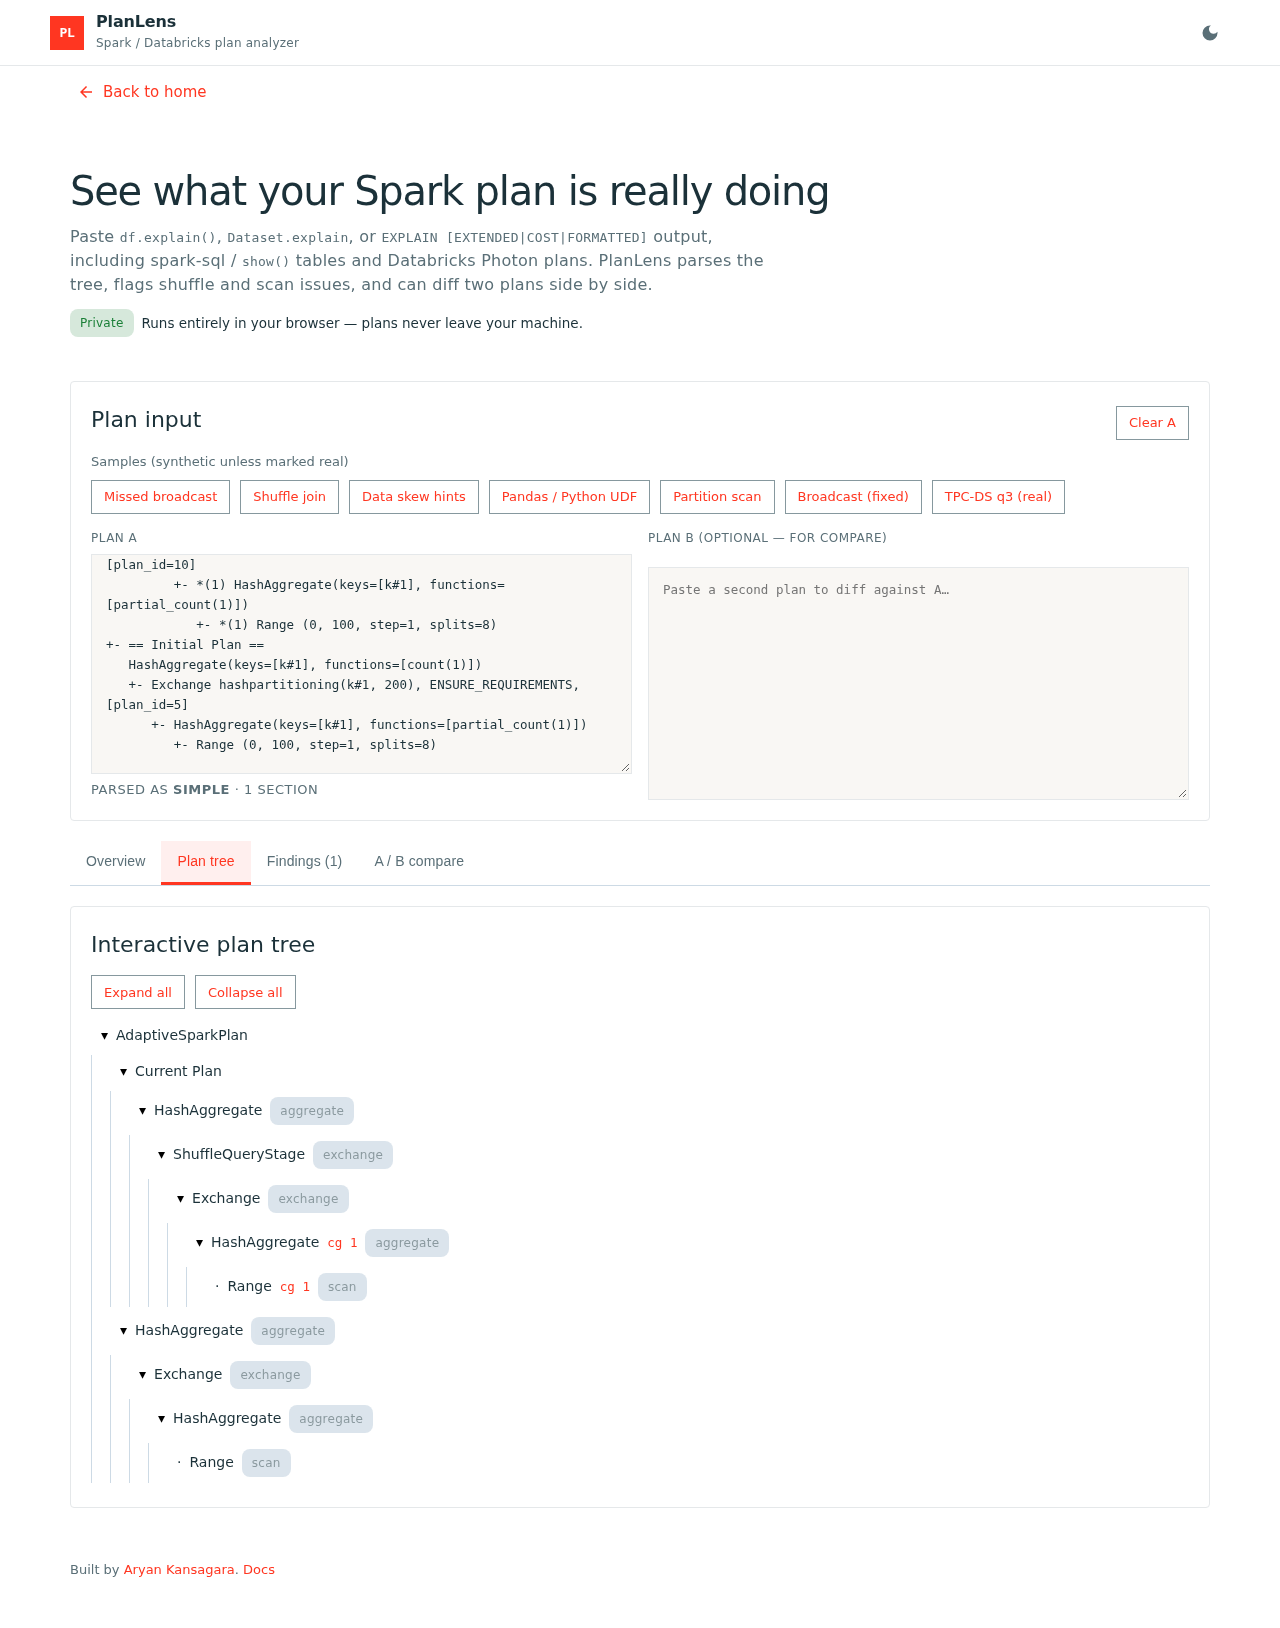 PL
PlanLens
Spark / Databricks plan analyzer
← Back to home
See what your Spark plan is really doing
Paste df.explain(), Dataset.explain, or EXPLAIN [EXTENDED|COST|FORMATTED] output,
including spark-sql / show() tables and Databricks Photon plans. PlanLens parses the
tree, flags shuffle and scan issues, and can diff two plans side by side.
Private Runs entirely in your browser — plans never leave your machine.
Plan input
Clear A
Samples (synthetic unless marked real)
Missed broadcast Shuffle join Data skew hints Pandas / Python UDF Partition scan Broadcast (fixed) TPC-DS q3 (real)
PLAN A
[plan_id=10]
         +- *(1) HashAggregate(keys=[k#1], functions=
[partial_count(1)])
            +- *(1) Range (0, 100, step=1, splits=8)
+- == Initial Plan ==
   HashAggregate(keys=[k#1], functions=[count(1)])
   +- Exchange hashpartitioning(k#1, 200), ENSURE_REQUIREMENTS,
[plan_id=5]
      +- HashAggregate(keys=[k#1], functions=[partial_count(1)])
         +- Range (0, 100, step=1, splits=8)
PARSED AS SIMPLE · 1 SECTION
PLAN B (OPTIONAL — FOR COMPARE)
Paste a second plan to diff against A…
Overview Plan tree Findings (1) A / B compare
Interactive plan tree
Expand all Collapse all
▾ AdaptiveSparkPlan
▾ Current Plan
▾ HashAggregate aggregate
▾ ShuffleQueryStage exchange
▾ Exchange exchange
▾ HashAggregate cg 1 aggregate
· Range cg 1 scan
▾ HashAggregate aggregate
▾ Exchange exchange
▾ HashAggregate aggregate
· Range scan
Built by Aryan Kansagara. Docs